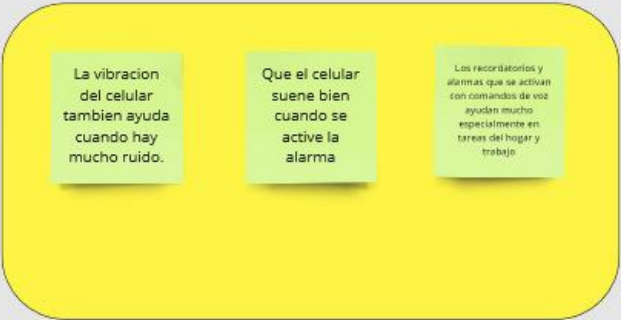 La vibracion
del celular
tambien ayuda
cuando hay
mucho ruido.
Que el celular
suene bien
cuando se
active la
alarma
Los recordatorios y
alarmas que se activan
con comandos de voz
ayudan mucho
especialmente en
tareas del hogar y
trabajo